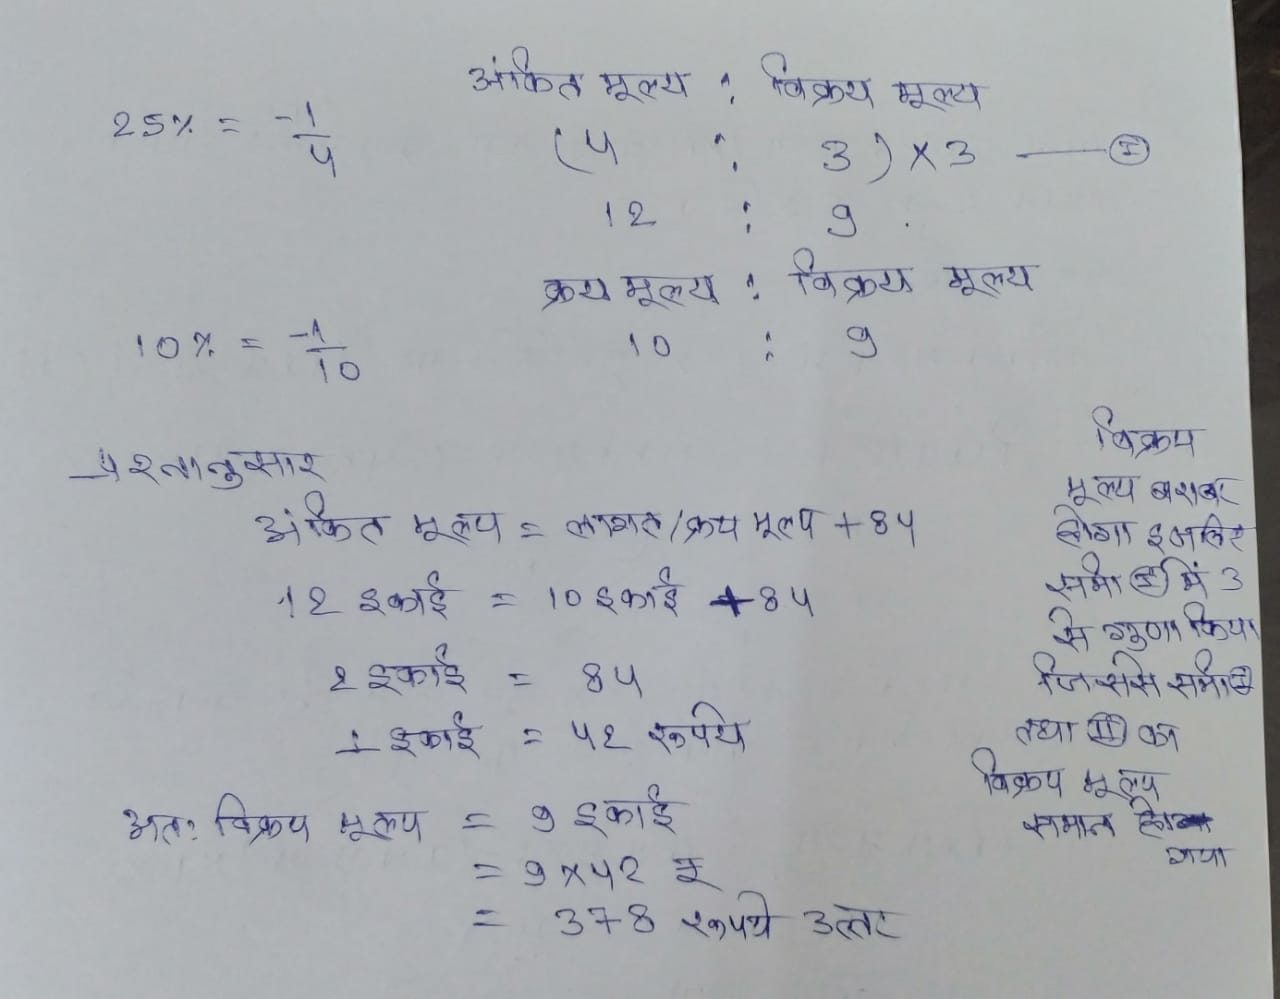 अंकित मूल्य : विक्रय मूल्य
25% = -1/4 (4 : 3) × 3 —— (I)
12 : 9
क्रय मूल्य : विक्रय मूल्य
10% = -1/10 10 : 9
प्रश्नानुसार
अंकित मूल्य = लागत/क्रय मूल्य + 84
12 इकाई = 10 इकाई + 84
2 इकाई = 84
1 इकाई = 42 रूपये
अतः विक्रय मूल्य = 9 इकाई
= 9 × 42 रू
= 378 रूपये उत्तर
विक्रय
मूल्य बराबर
होगा इसलिए
समी (I) में 3
से गुणा किया
जिससे समी (I)
तथा (II) का
विक्रय मूल्य
समान हो
गया